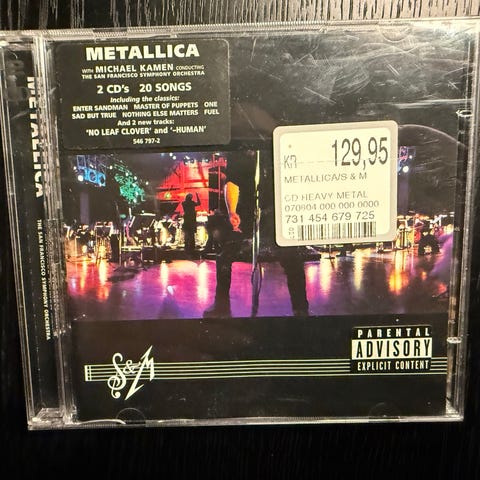 METALLICA
WITH MICHAEL KAMEN CONDUCTING
THE SAN FRANCISCO SYMPHONY ORCHESTRA
2 CD's 20 SONGS
Including the classics:
ENTER SANDMAN MASTER OF PUPPETS ONE
SAD BUT TRUE NOTHING ELSE MATTERS FUEL
And 2 new tracks:
'NO LEAF CLOVER' and '–HUMAN'
546 797-2
KR 129,95
METALLICA/S & M
CD HEAVY METAL
070904 000 000 0000
731 454 679 725
METALLICA
THE SAN FRANCISCO SYMPHONY ORCHESTRA
S&M
PARENTAL
ADVISORY
EXPLICIT CONTENT